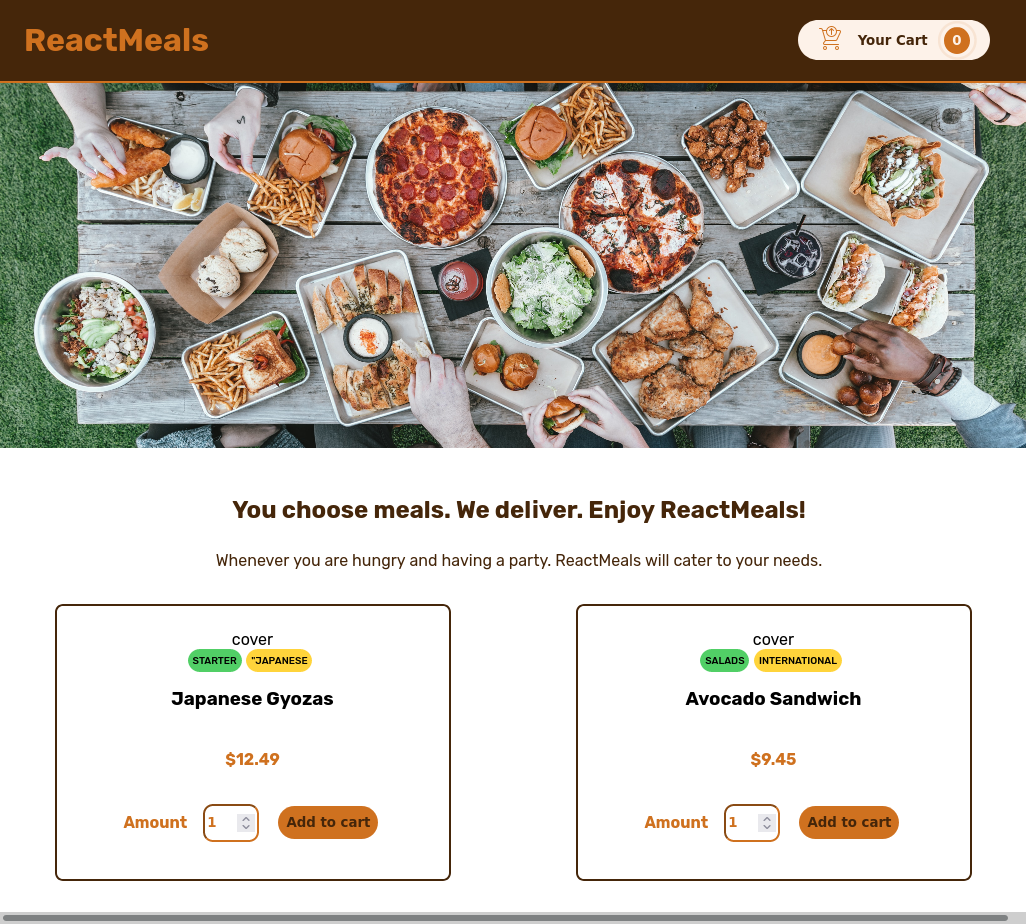 ReactMeals
Your Cart 0
You choose meals. We deliver. Enjoy ReactMeals!
Whenever you are hungry and having a party. ReactMeals will cater to your needs.
cover
STARTER "JAPANESE
Japanese Gyozas
$12.49
Amount 1 Add to cart
cover
SALADS INTERNATIONAL
Avocado Sandwich
$9.45
Amount 1 Add to cart